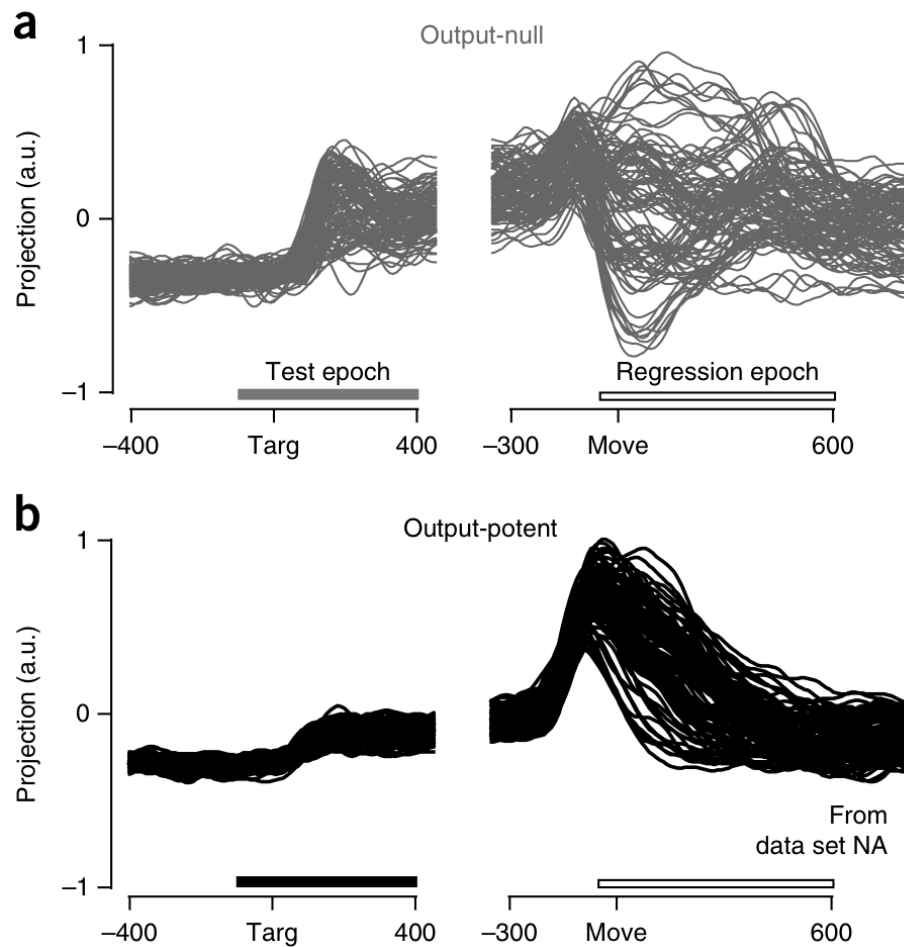 a
Output-null
1
Projection (a.u.)
0
–1
Test epoch
Regression epoch
–400 Targ 400 –300 Move 600
b
Output-potent
1
Projection (a.u.)
0
–1
From
data set NA
–400 Targ 400 –300 Move 600